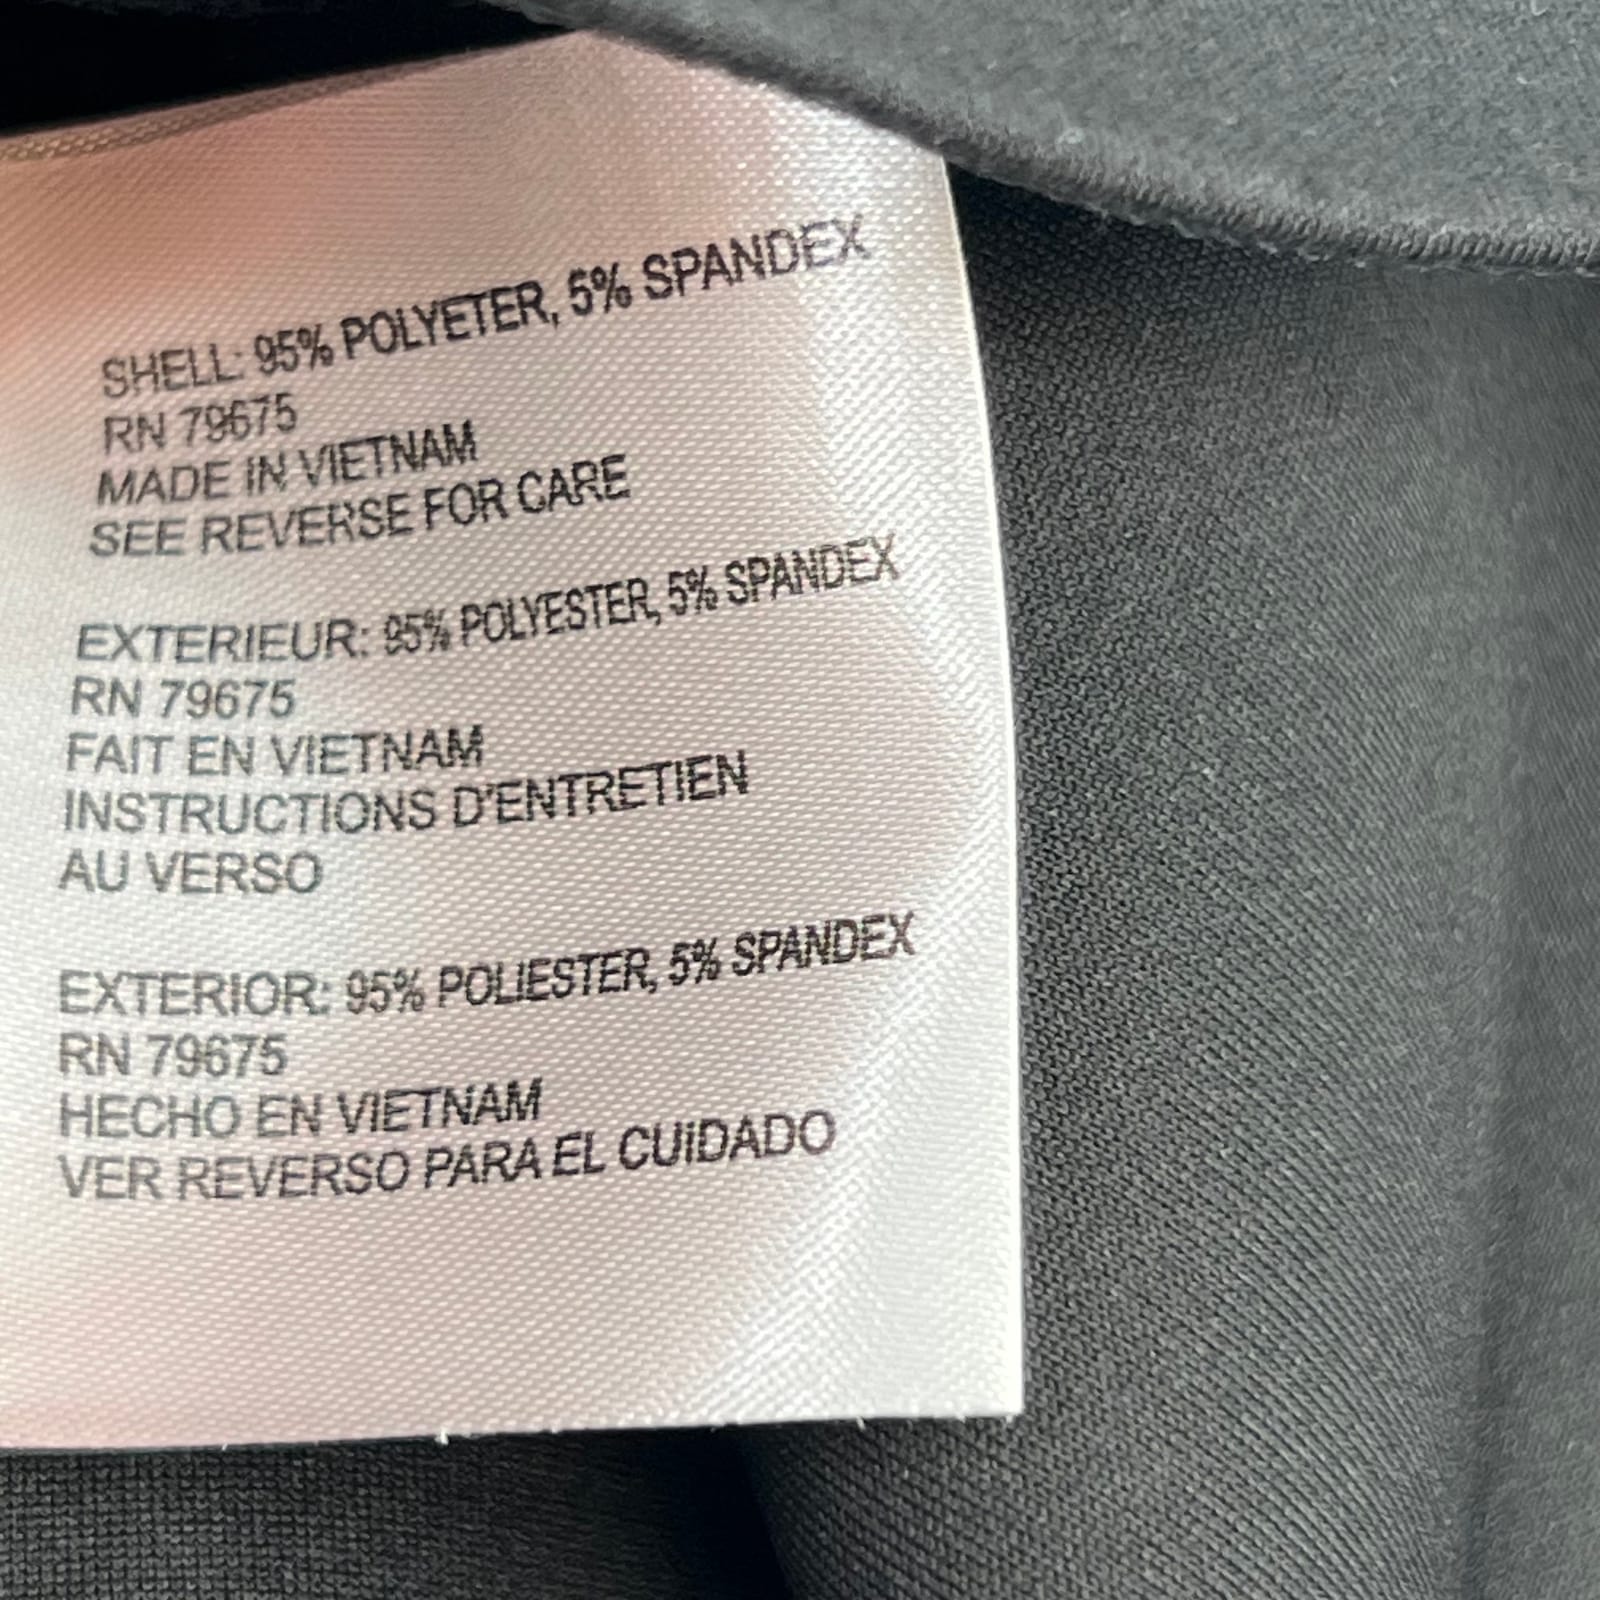 SHELL: 95% POLYETER, 5% SPANDEX
RN 79675
MADE IN VIETNAM
SEE REVERSE FOR CARE
EXTERIEUR: 95% POLYESTER, 5% SPANDEX
RN 79675
FAIT EN VIETNAM
INSTRUCTIONS D'ENTRETIEN
AU VERSO
EXTERIOR: 95% POLIESTER, 5% SPANDEX
RN 79675
HECHO EN VIETNAM
VER REVERSO PARA EL CUIDADO